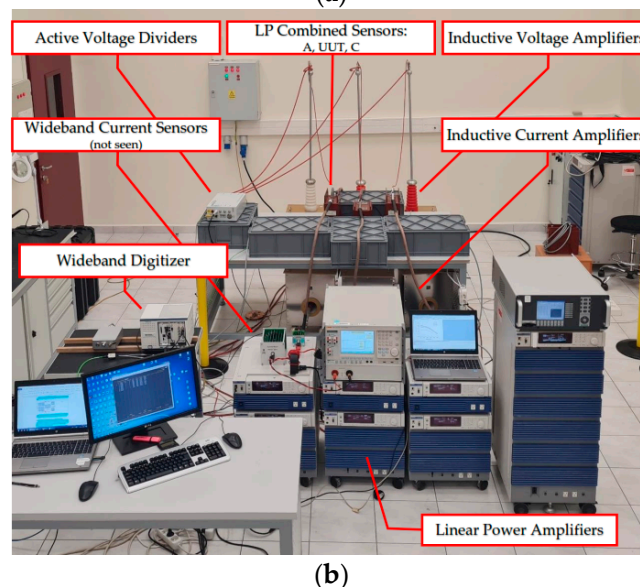 (a)
Active Voltage Dividers
LP Combined Sensors:
A, UUT, C
Inductive Voltage Amplifiers
Wideband Current Sensors
(not seen)
Inductive Current Amplifiers
Wideband Digitizer
Linear Power Amplifiers
(b)